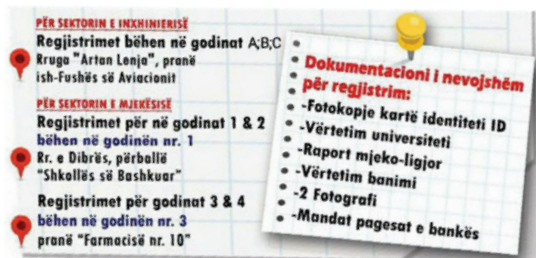 PËR SEKTORIN E INXHINIERISË
Regjistrimet bëhen në godinat A;B;C
Rruga "Artan Lenja", pranë
ish-Fushës së Aviacionit
PËR SEKTORIN E MJEKËSISË
Regjistrimet për në godinat 1 & 2
bëhen në godinën nr. 1
Rr. e Dibrës, përballë
"Shkollës së Bashkuar"
Regjistrimet për godinat 3 & 4
bëhen në godinën nr. 3
pranë "Farmacisë nr. 10"
Dokumentacioni i nevojshëm
për regjistrim:
-Fotokopje kartë identiteti ID
-Vërtetim universiteti
-Raport mjeko-ligjor
-Vërtetim banimi
-2 Fotografi
-Mandat pagesat e bankës